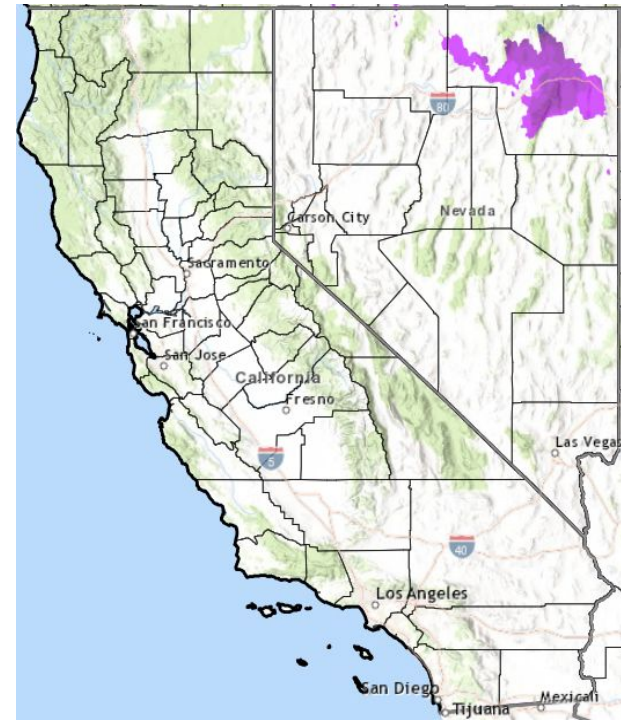 80
Nevada
Carson City
Sacramento
San Francisco
San Jose
California
Fresno
Las Vegas
5
40
Los Angeles
San Diego
Tijuana
Mexicali